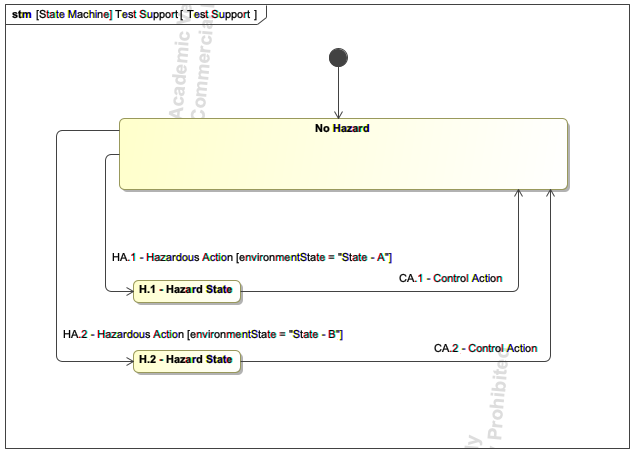 stm [State Machine] Test Support [ Test Support ]
Academic
Commercial
No Hazard
HA.1 - Hazardous Action [environmentState = "State - A"]
CA.1 - Control Action
H.1 - Hazard State
HA.2 - Hazardous Action [environmentState = "State - B"]
CA.2 - Control Action
H.2 - Hazard State
Prohibited